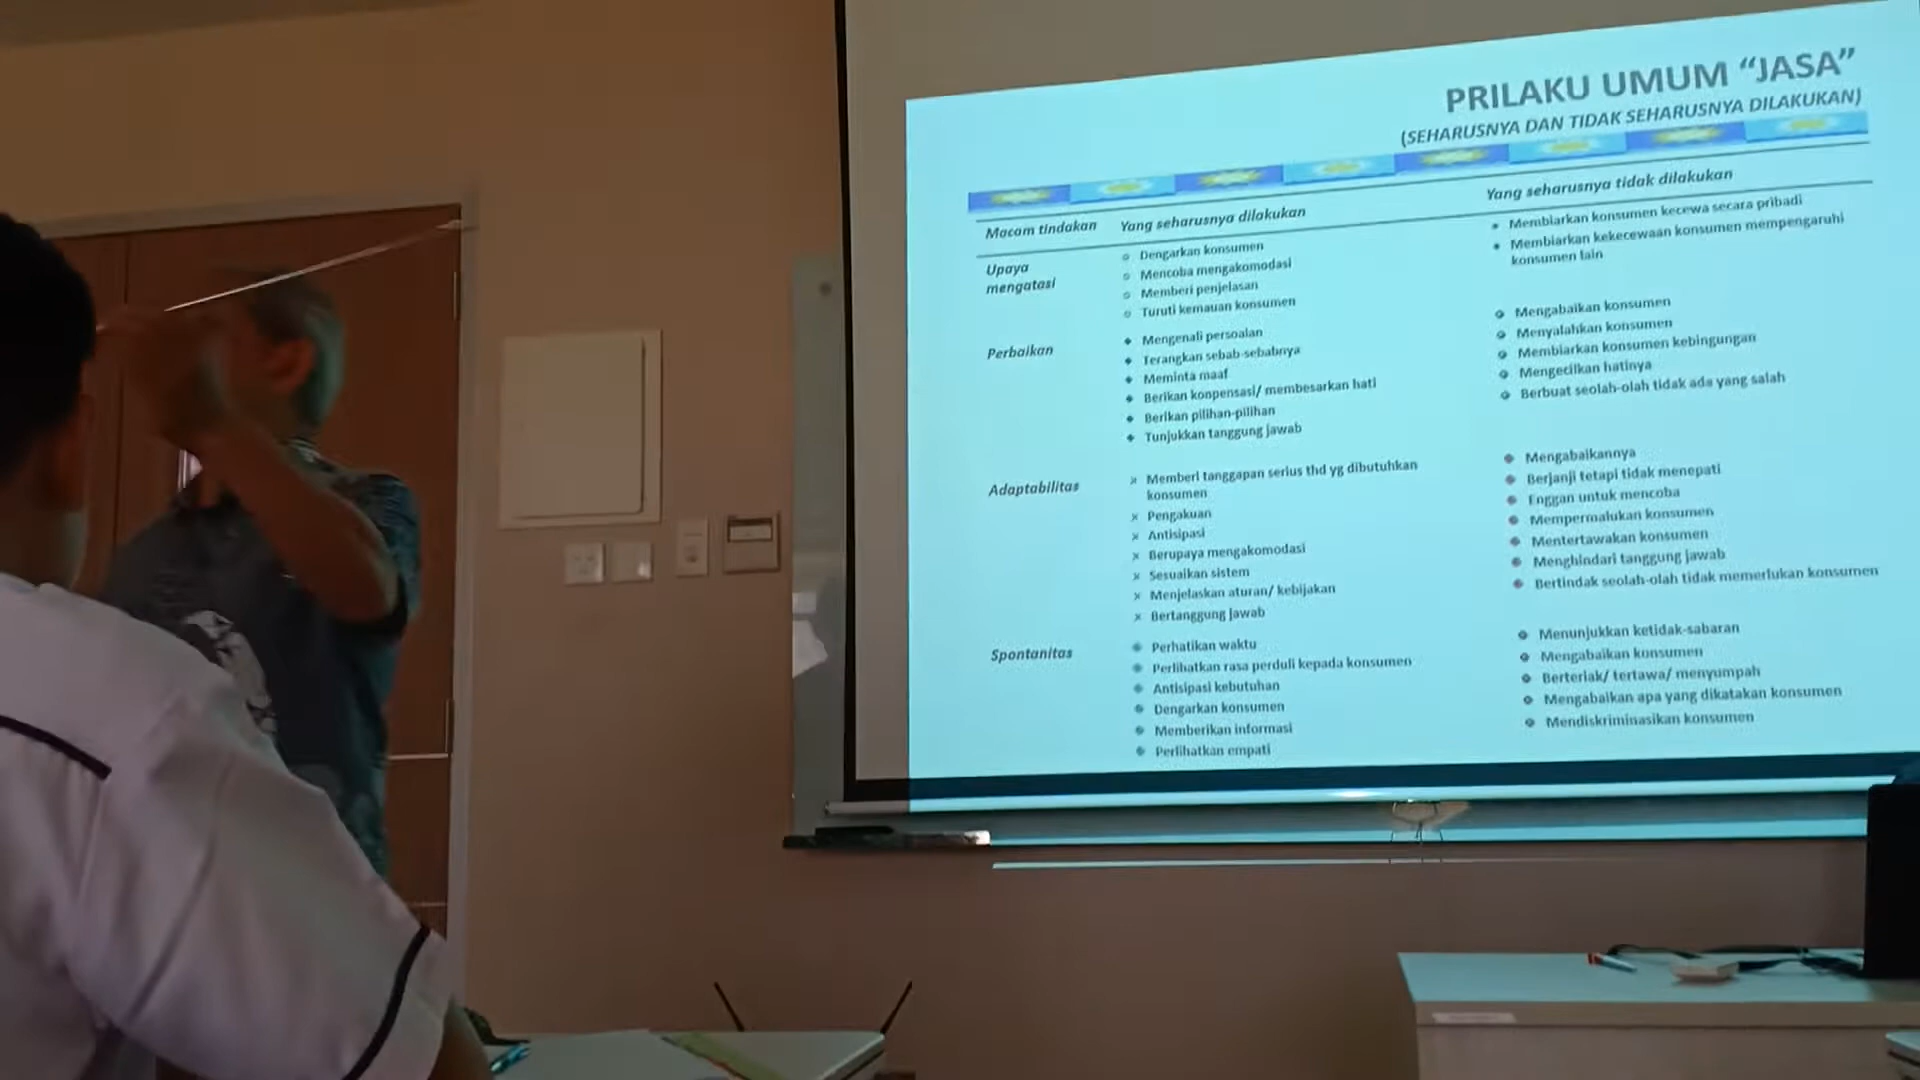 PRILAKU UMUM “JASA”
(SEHARUSNYA DAN TIDAK SEHARUSNYA DILAKUKAN)
Macam tindakan
Yang seharusnya dilakukan
Yang seharusnya tidak dilakukan
Upaya
mengatasi
Dengarkan konsumen
Mencoba mengakomodasi
Memberi penjelasan
Turuti kemauan konsumen
Membiarkan konsumen kecewa secara pribadi
Membiarkan kekecewaan konsumen mempengaruhi
konsumen lain
Perbaikan
Mengenali persoalan
Terangkan sebab-sebabnya
Meminta maaf
Berikan konpensasi/ membesarkan hati
Berikan pilihan-pilihan
Tunjukkan tanggung jawab
Mengabaikan konsumen
Menyalahkan konsumen
Membiarkan konsumen kebingungan
Mengecilkan hatinya
Berbuat seolah-olah tidak ada yang salah
Adaptabilitas
Memberi tanggapan serius thd yg dibutuhkan
konsumen
Pengakuan
Antisipasi
Berupaya mengakomodasi
Sesuaikan sistem
Menjelaskan aturan/ kebijakan
Bertanggung jawab
Mengabaikannya
Berjanji tetapi tidak menepati
Enggan untuk mencoba
Mempermalukan konsumen
Mentertawakan konsumen
Menghindari tanggung jawab
Bertindak seolah-olah tidak memerlukan konsumen
Spontanitas
Perhatikan waktu
Perlihatkan rasa perduli kepada konsumen
Antisipasi kebutuhan
Dengarkan konsumen
Memberikan informasi
Perlihatkan empati
Menunjukkan ketidak-sabaran
Mengabaikan konsumen
Berteriak/ tertawa/ menyumpah
Mengabaikan apa yang dikatakan konsumen
Mendiskriminasikan konsumen